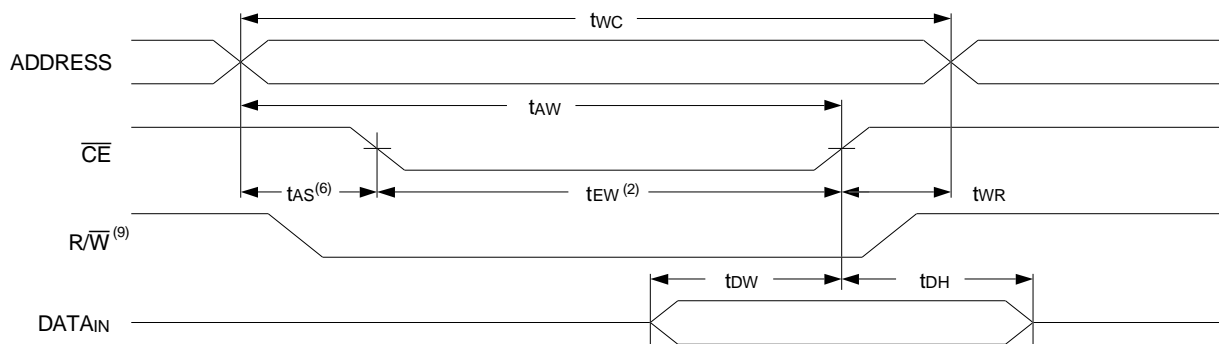 tWC
ADDRESS
tAW
CE
tAS(6)
tEW (2)
tWR
R/W (9)
tDW
tDH
DATAIN